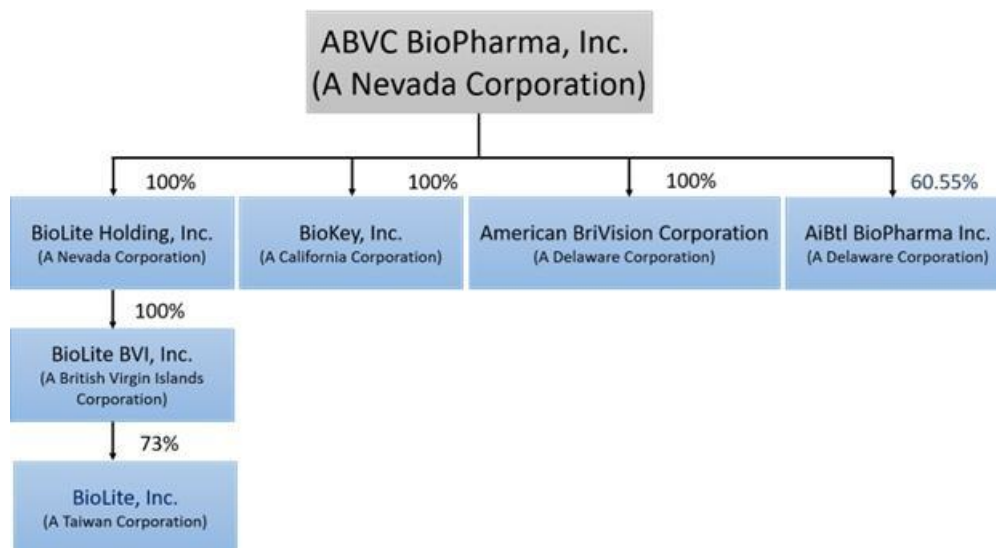 ABVC BioPharma, Inc.
(A Nevada Corporation)
100%
100%
100%
60.55%
BioLite Holding, Inc.
(A Nevada Corporation)
BioKey, Inc.
(A California Corporation)
American BriVision Corporation
(A Delaware Corporation)
AiBtl BioPharma Inc.
(A Delaware Corporation)
100%
BioLite BVI, Inc.
(A British Virgin Islands
Corporation)
73%
BioLite, Inc.
(A Taiwan Corporation)